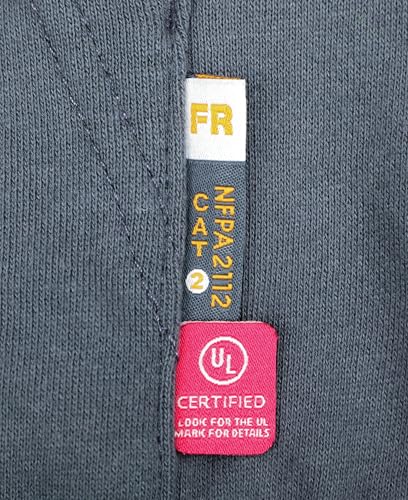 FR
NFPA 2112
CAT 2
UL
CERTIFIED
LOOK FOR THE UL
MARK FOR DETAILS